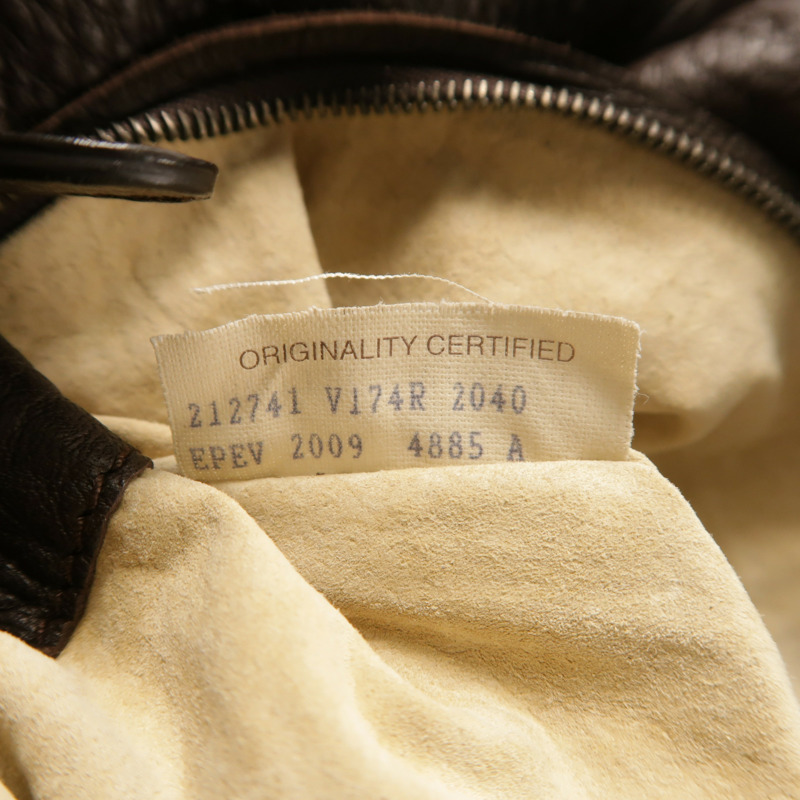 ORIGINALITY CERTIFIED
212741 V174R 2040
EPEV 2009 4885 A